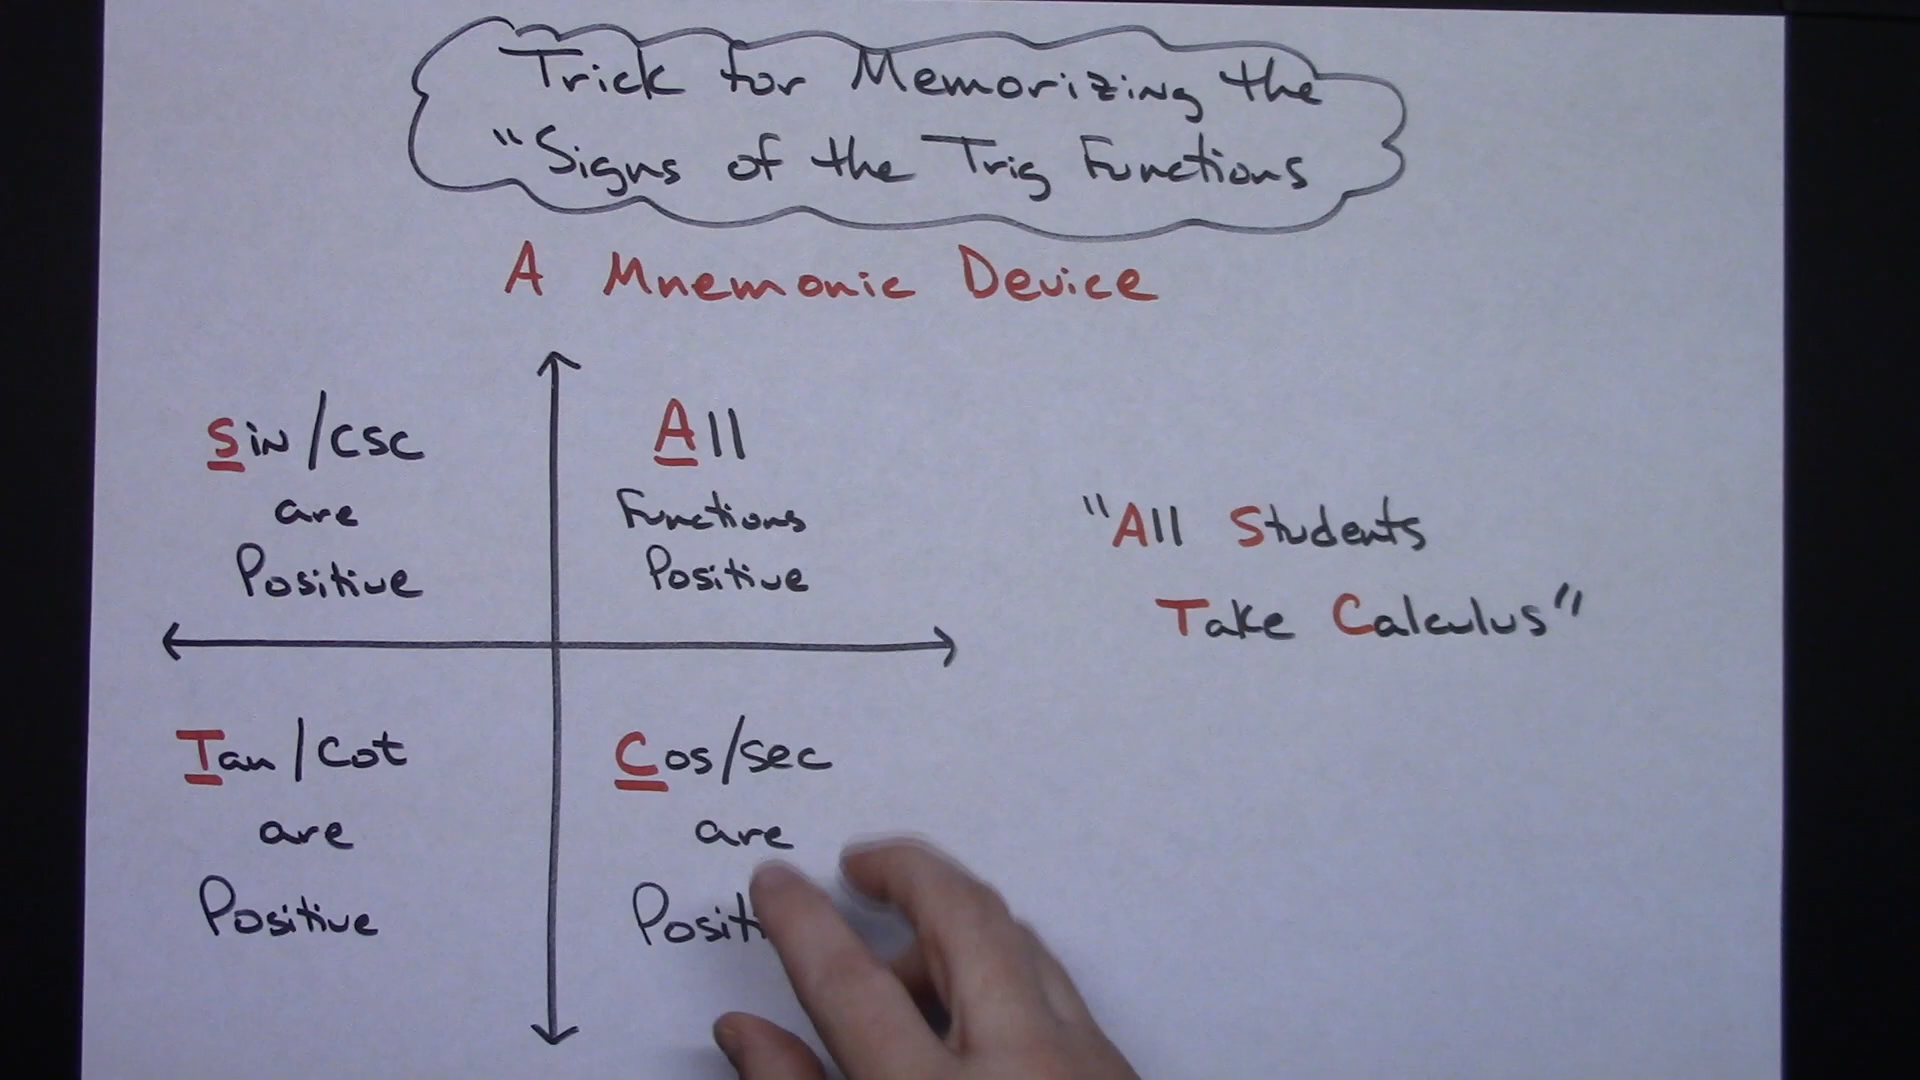 Trick for Memorizing the
"Signs of the Trig Functions
A Mnemonic Device
Sin/csc
are
Positive
All
Functions
Positive
"All Students
Take Calculus"
Tan/cot
are
Positive
Cos/sec
are